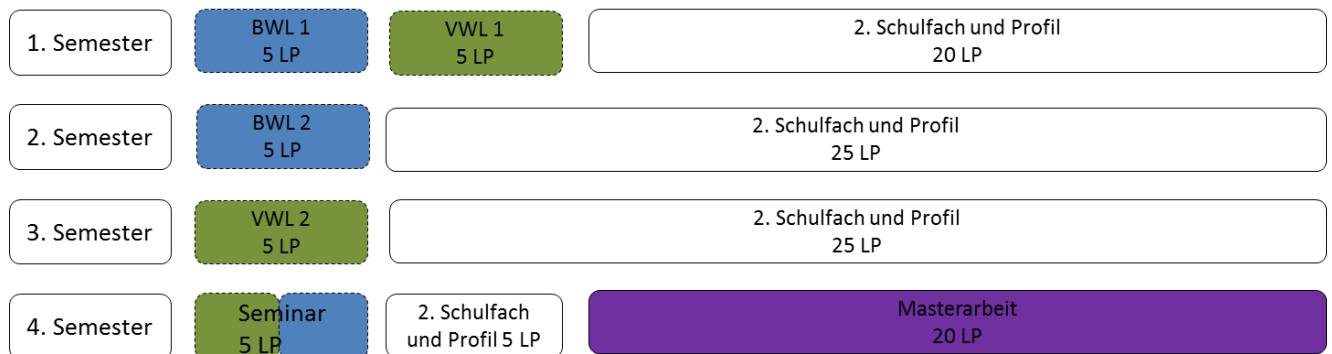 1. Semester
BWL 1
5 LP
VWL 1
5 LP
2. Schulfach und Profil
20 LP
2. Semester
BWL 2
5 LP
2. Schulfach und Profil
25 LP
3. Semester
VWL 2
5 LP
2. Schulfach und Profil
25 LP
4. Semester
Seminar
5 LP
2. Schulfach
und Profil 5 LP
Masterarbeit
20 LP